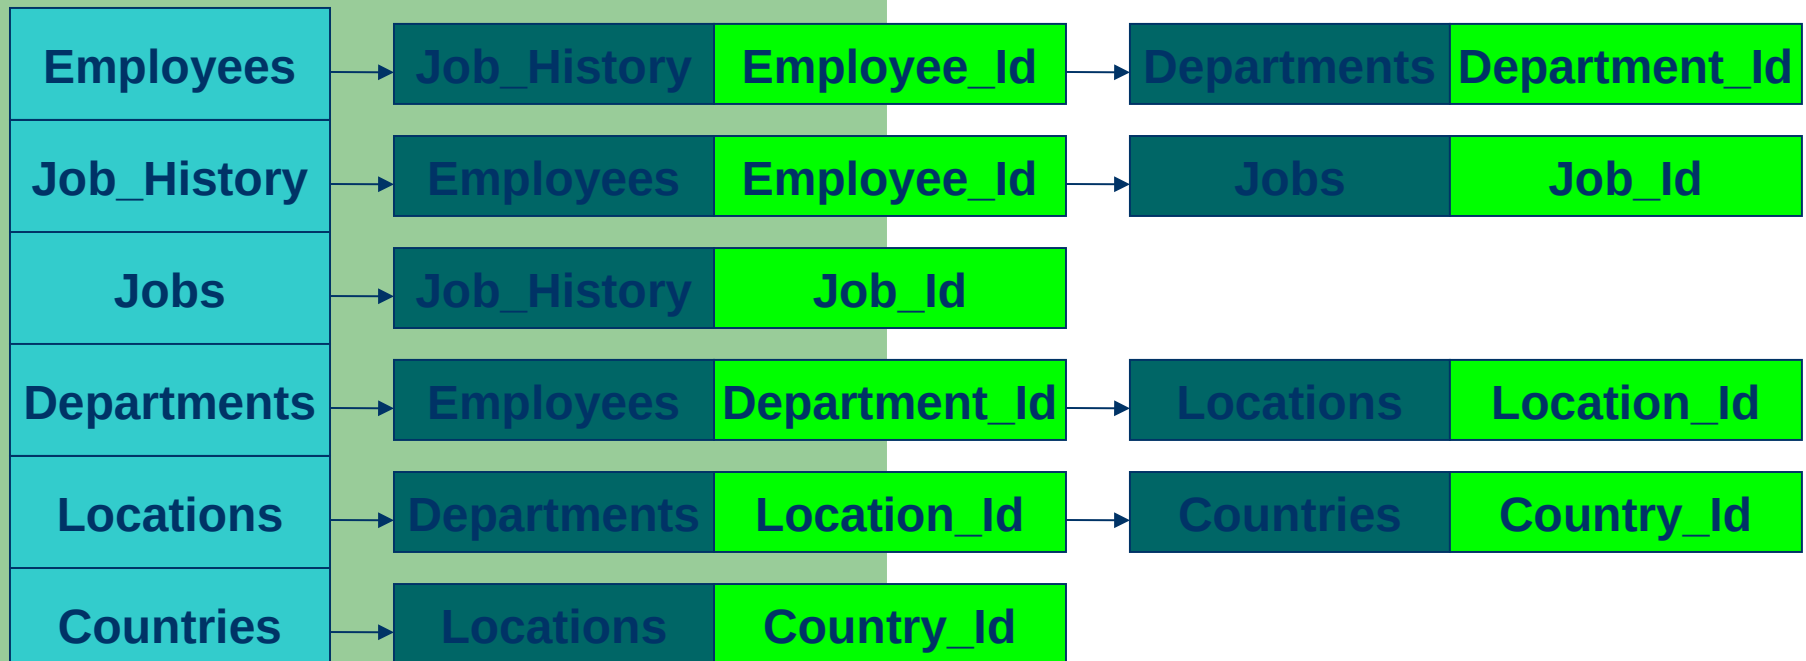 Employees Job_History Employee_Id Departments Department_Id
Job_History Employees Employee_Id Jobs Job_Id
Jobs Job_History Job_Id
Departments Employees Department_Id Locations Location_Id
Locations Departments Location_Id Countries Country_Id
Countries Locations Country_Id